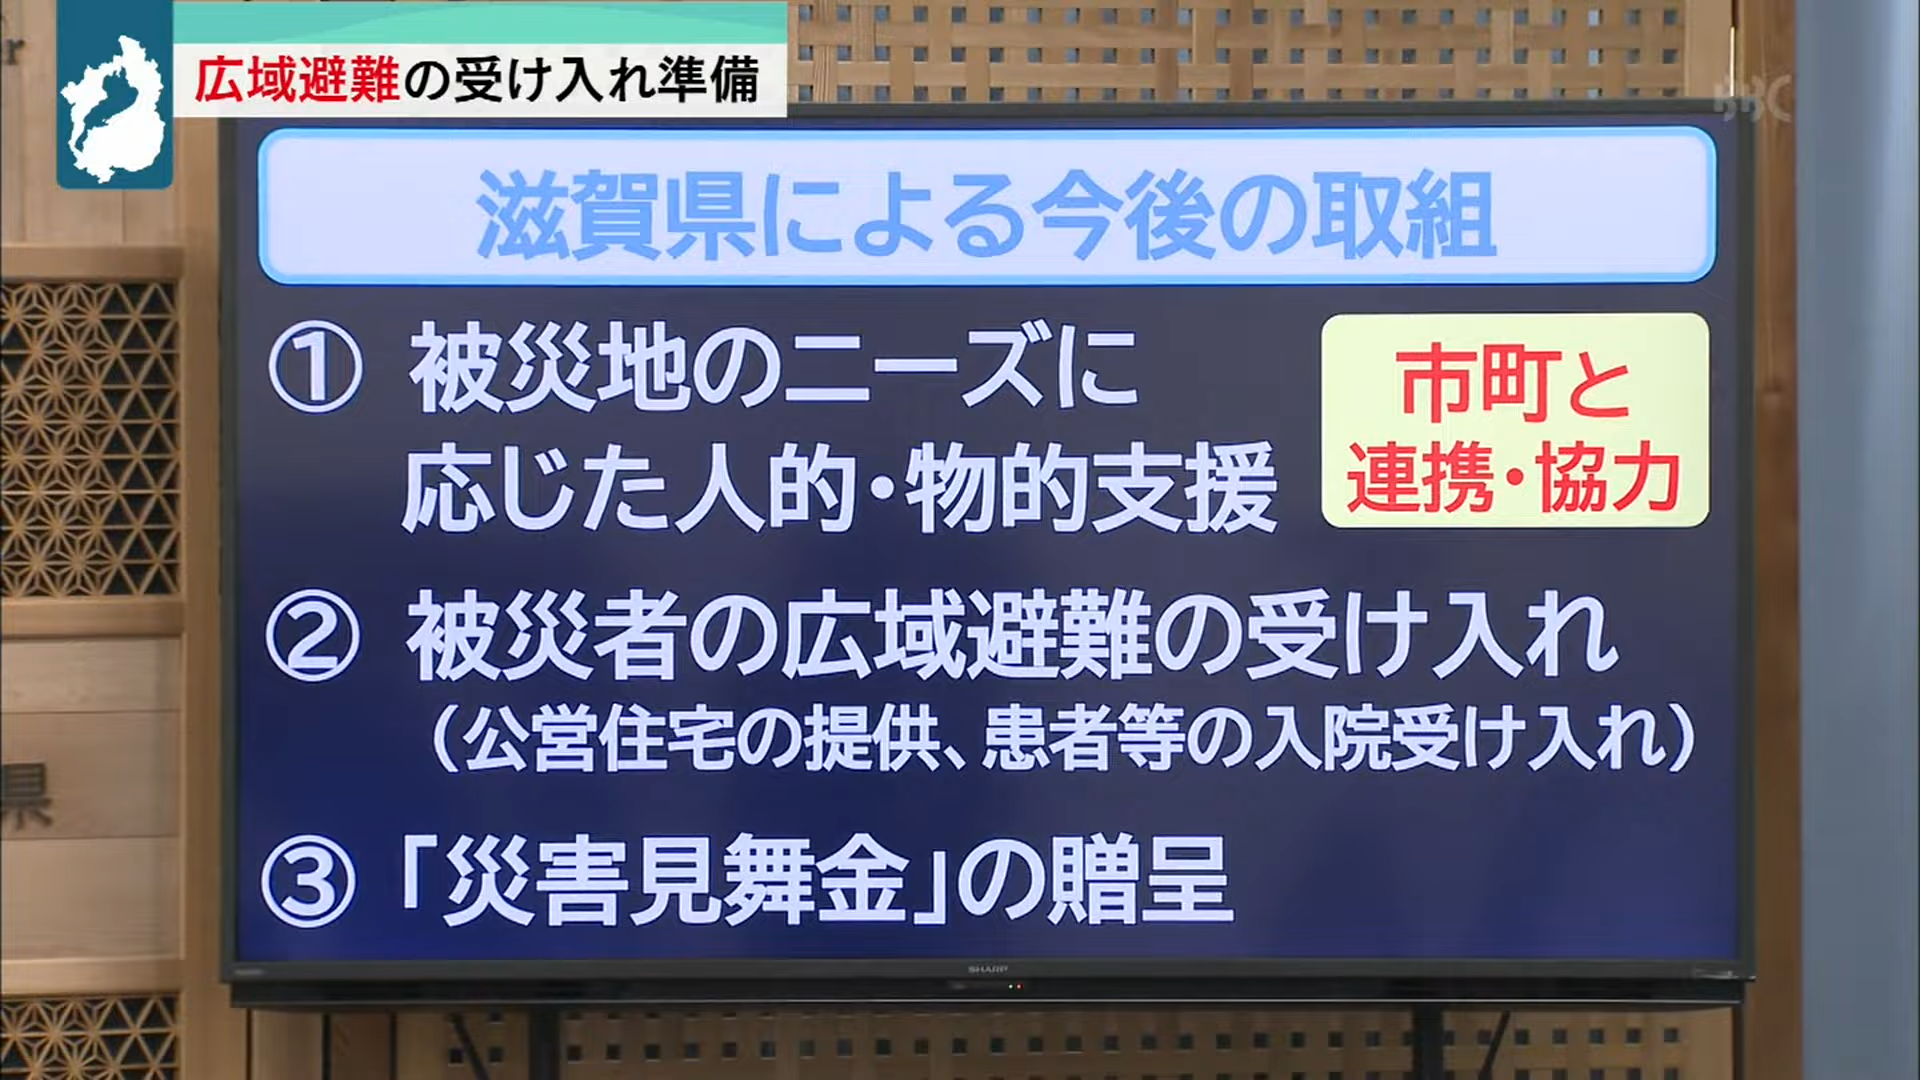 広域避難の受け入れ準備
BBC
滋賀県による今後の取組
① 被災地のニーズに
応じた人的・物的支援
市町と
連携・協力
② 被災者の広域避難の受け入れ
（公営住宅の提供、患者等の入院受け入れ）
③ 「災害見舞金」の贈呈
県
SHARP